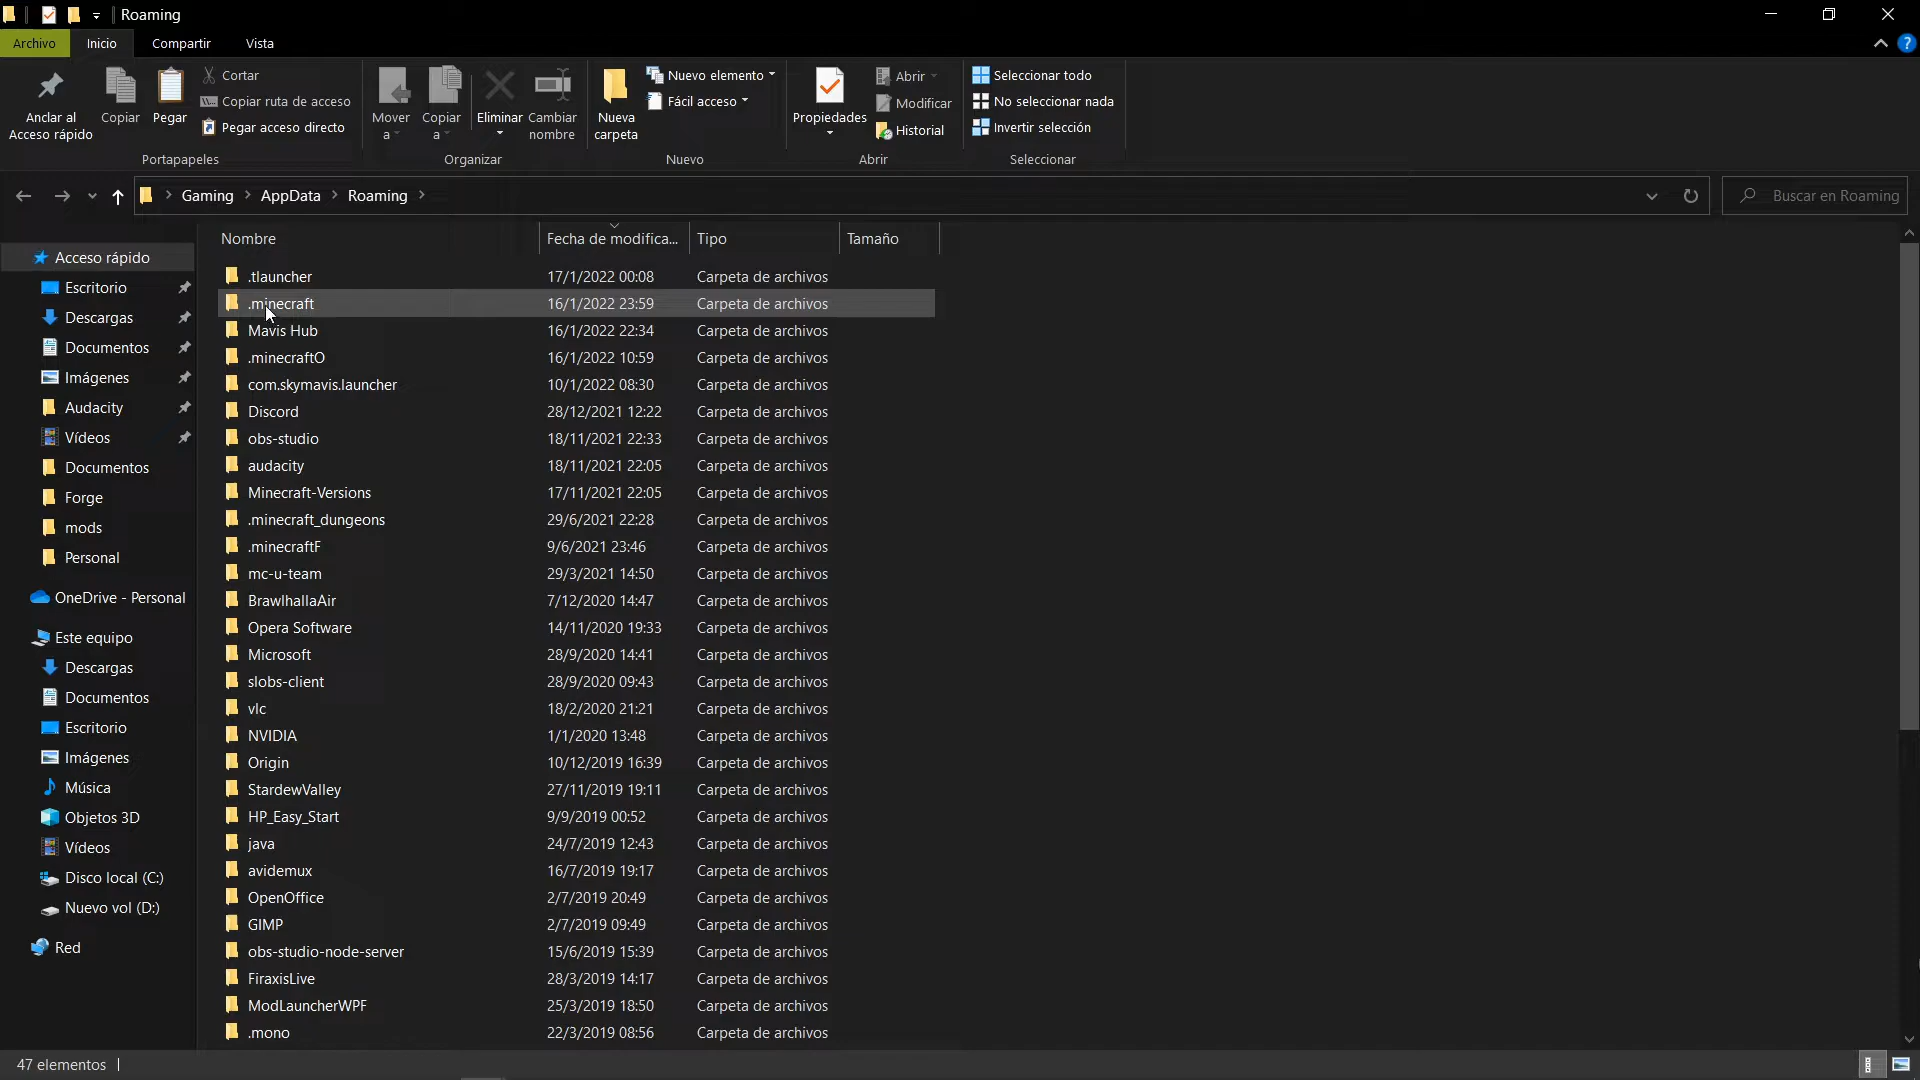 Roaming
Archivo Inicio Compartir Vista
Anclar al Acceso rápido
Copiar
Pegar
Cortar
Copiar ruta de acceso
Pegar acceso directo
Portapapeles
Mover a
Copiar a
Eliminar
Cambiar nombre
Organizar
Nueva carpeta
Nuevo elemento
Fácil acceso
Nuevo
Propiedades
Abrir
Modificar
Historial
Abrir
Seleccionar todo
No seleccionar nada
Invertir selección
Seleccionar
Gaming > AppData > Roaming >
Buscar en Roaming
Acceso rápido
Escritorio
Descargas
Documentos
Imágenes
Audacity
Vídeos
Documentos
Forge
mods
Personal
OneDrive - Personal
Este equipo
Descargas
Documentos
Escritorio
Imágenes
Música
Objetos 3D
Vídeos
Disco local (C:)
Nuevo vol (D:)
Red
Nombre Fecha de modifica... Tipo Tamaño
.tlauncher 17/1/2022 00:08 Carpeta de archivos
.minecraft 16/1/2022 23:59 Carpeta de archivos
Mavis Hub 16/1/2022 22:34 Carpeta de archivos
.minecraftO 16/1/2022 10:59 Carpeta de archivos
com.skymavis.launcher 10/1/2022 08:30 Carpeta de archivos
Discord 28/12/2021 12:22 Carpeta de archivos
obs-studio 18/11/2021 22:33 Carpeta de archivos
audacity 18/11/2021 22:05 Carpeta de archivos
Minecraft-Versions 17/11/2021 22:05 Carpeta de archivos
.minecraft_dungeons 29/6/2021 22:28 Carpeta de archivos
.minecraftF 9/6/2021 23:46 Carpeta de archivos
mc-u-team 29/3/2021 14:50 Carpeta de archivos
BrawlhallaAir 7/12/2020 14:47 Carpeta de archivos
Opera Software 14/11/2020 19:33 Carpeta de archivos
Microsoft 28/9/2020 14:41 Carpeta de archivos
slobs-client 28/9/2020 09:43 Carpeta de archivos
vlc 18/2/2020 21:21 Carpeta de archivos
NVIDIA 1/1/2020 13:48 Carpeta de archivos
Origin 10/12/2019 16:39 Carpeta de archivos
StardewValley 27/11/2019 19:11 Carpeta de archivos
HP_Easy_Start 9/9/2019 00:52 Carpeta de archivos
java 24/7/2019 12:43 Carpeta de archivos
avidemux 16/7/2019 19:17 Carpeta de archivos
OpenOffice 2/7/2019 20:49 Carpeta de archivos
GIMP 2/7/2019 09:49 Carpeta de archivos
obs-studio-node-server 15/6/2019 15:39 Carpeta de archivos
FiraxisLive 28/3/2019 14:17 Carpeta de archivos
ModLauncherWPF 25/3/2019 18:50 Carpeta de archivos
.mono 22/3/2019 08:56 Carpeta de archivos
47 elementos